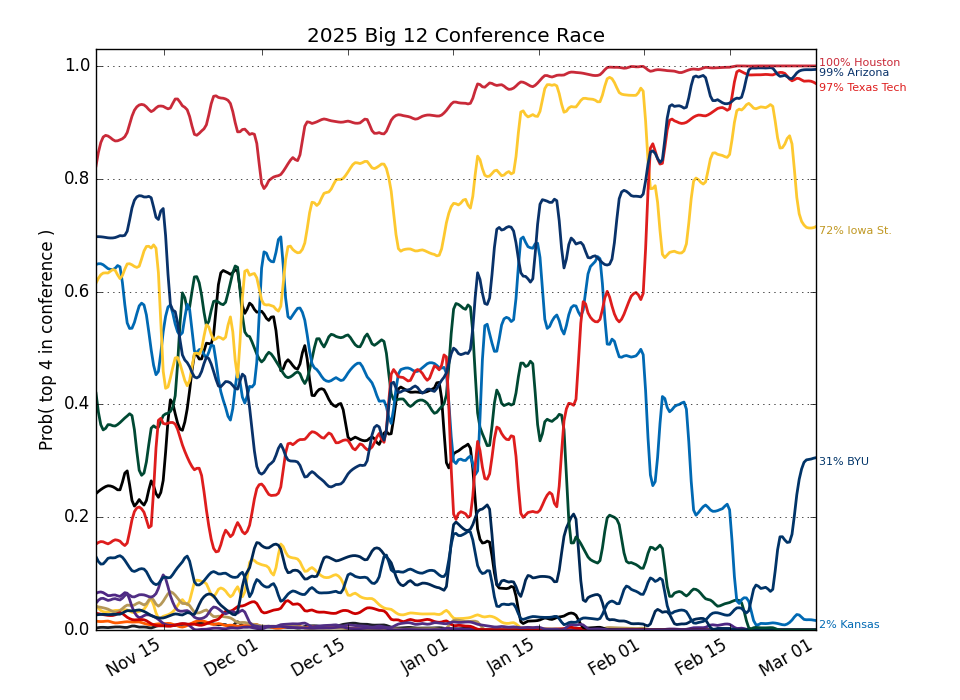 2025 Big 12 Conference Race
Prob( top 4 in conference )
1.0
0.8
0.6
0.4
0.2
0.0
100% Houston
99% Arizona
97% Texas Tech
72% Iowa St.
31% BYU
2% Kansas
Nov 15
Dec 01
Dec 15
Jan 01
Jan 15
Feb 01
Feb 15
Mar 01